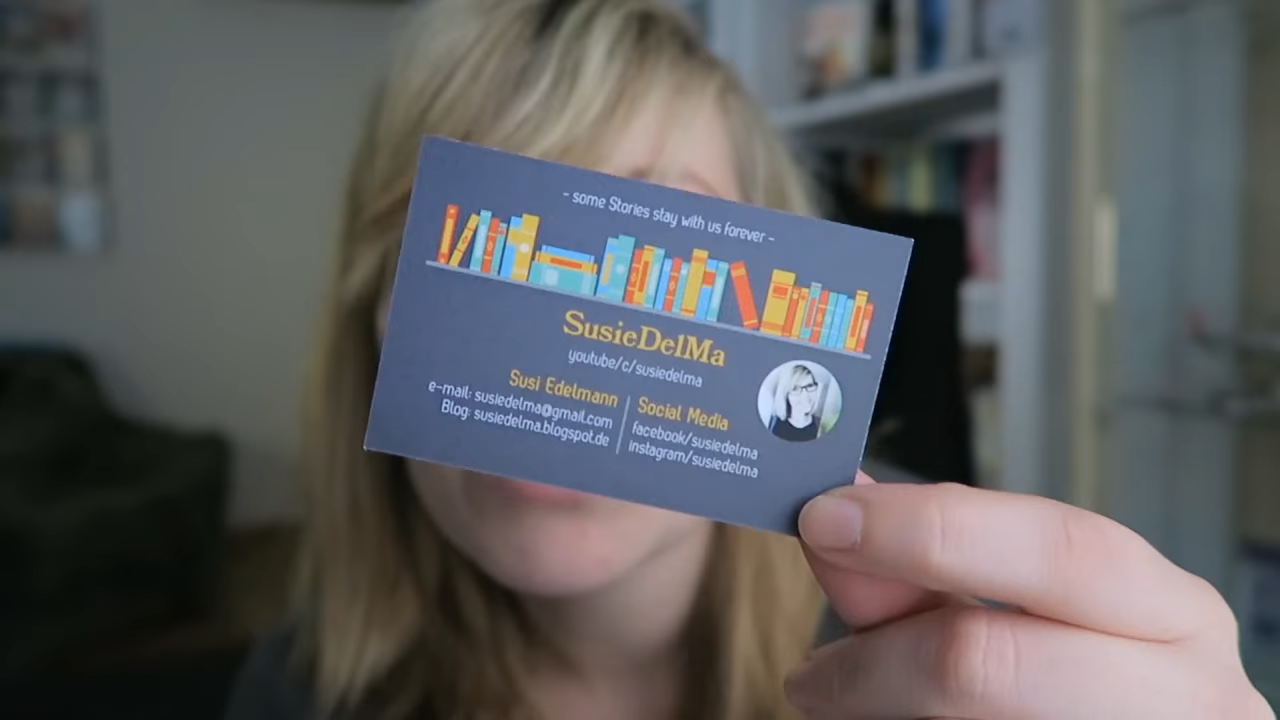 - some Stories stay with us forever -
SusieDelMa
youtube/c/susiedelma
Susi Edelmann
e-mail: susiedelma@gmail.com
Blog: susiedelma.blogspot.de
Social Media
facebook/susiedelma
instagram/susiedelma